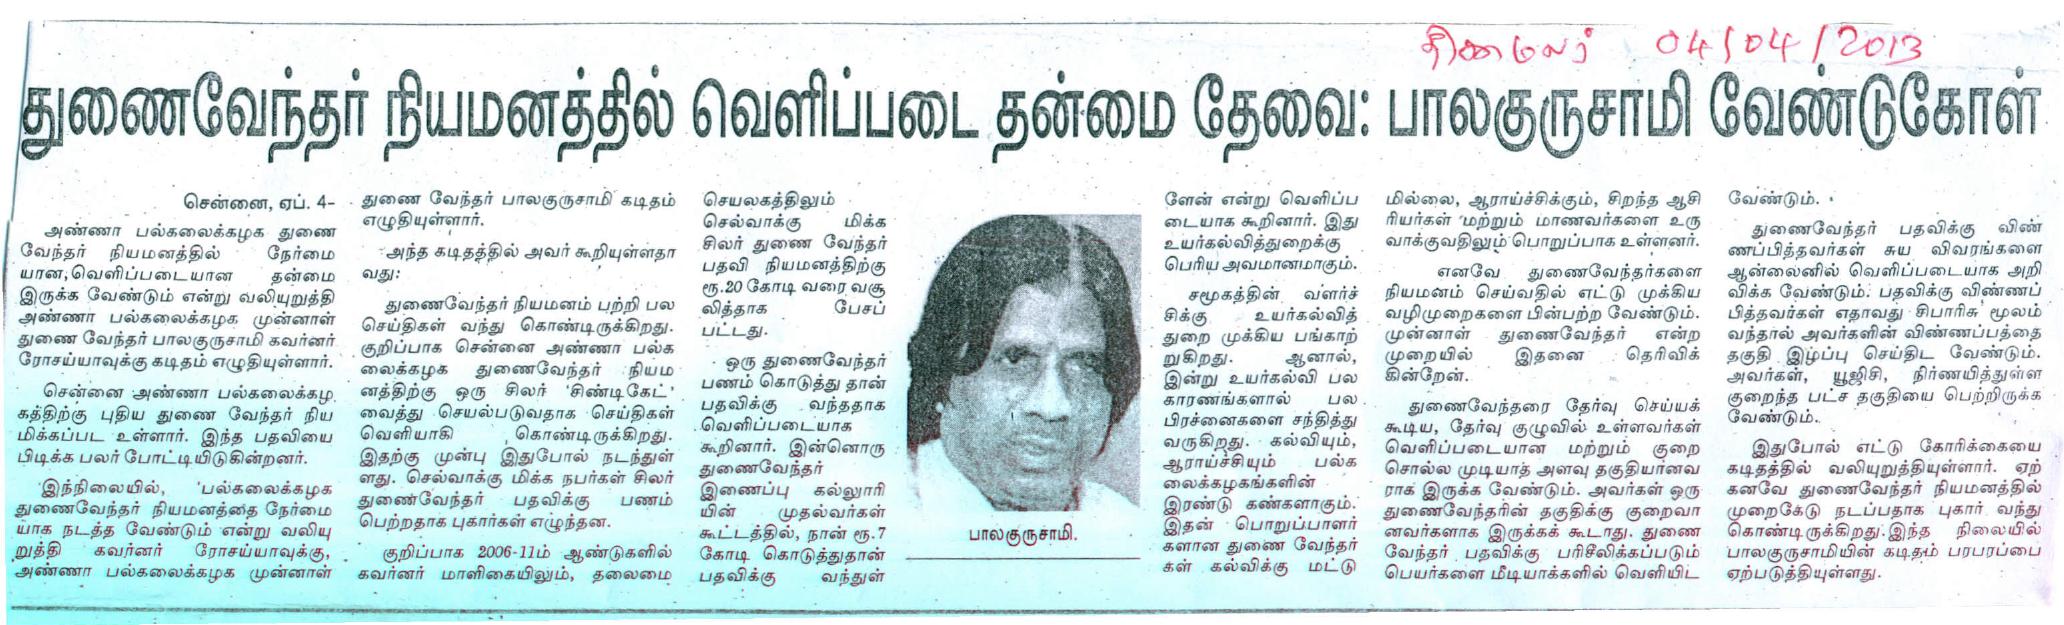 தினமலர் 04/04/2013
துணைவேந்தர் நியமனத்தில் வெளிப்படை தன்மை தேவை: பாலகுருசாமி வேண்டுகோள்
சென்னை, ஏப். 4-
அண்ணா பல்கலைக்கழக துணை
வேந்தர் நியமனத்தில் நேர்மை
யான,வெளிப்படையான தன்மை
இருக்க வேண்டும் என்று வலியுறுத்தி
அண்ணா பல்கலைக்கழக முன்னாள்
துணை வேந்தர் பாலகுருசாமி கவர்னர்
ரோசய்யாவுக்கு கடிதம் எழுதியுள்ளார்.
சென்னை அண்ணா பல்கலைக்கழ
கத்திற்கு புதிய துணை வேந்தர் நிய
மிக்கப்பட உள்ளார். இந்த பதவியை
பிடிக்க பலர் போட்டியிடுகின்றனர்.
இந்நிலையில், 'பல்கலைக்கழக
துணைவேந்தர் நியமனத்தை நேர்மை
யாக நடத்த வேண்டும் என்று வலியு
றுத்தி கவர்னர் ரோசய்யாவுக்கு,
அண்ணா பல்கலைக்கழக முன்னாள்
துணை வேந்தர் பாலகுருசாமி கடிதம்
எழுதியுள்ளார்.
அந்த கடிதத்தில் அவர் கூறியுள்ளதா
வது:
துணைவேந்தர் நியமனம் பற்றி பல
செய்திகள் வந்து கொண்டிருக்கிறது.
குறிப்பாக சென்னை அண்ணா பல்க
லைக்கழக துணைவேந்தர் நியம
னத்திற்கு ஒரு சிலர் 'சிண்டிகேட்'
வைத்து செயல்படுவதாக செய்திகள்
வெளியாகி கொண்டிருக்கிறது.
இதற்கு முன்பு இதுபோல் நடந்துள்
ளது. செல்வாக்கு மிக்க நபர்கள் சிலர்
துணைவேந்தர் பதவிக்கு பணம்
பெற்றதாக புகார்கள் எழுந்தன.
குறிப்பாக 2006-11ம் ஆண்டுகளில்
கவர்னர் மாளிகையிலும், தலைமை
செயலகத்திலும்
செல்வாக்கு மிக்க
சிலர் துணை வேந்தர்
பதவி நியமனத்திற்கு
ரூ.20 கோடி வரை வசூ
லித்தாக பேசப்
பட்டது.
ஒரு துணைவேந்தர்
பணம் கொடுத்து தான்
பதவிக்கு வந்ததாக
வெளிப்படையாக
கூறினார். இன்னொரு
துணைவேந்தர்
இணைப்பு கல்லூரி
யின் முதல்வர்கள்
கூட்டத்தில், நான் ரூ.7
கோடி கொடுத்துதான்
பதவிக்கு வந்துள்
பாலகுருசாமி.
ளேன் என்று வெளிப்ப
டையாக கூறினார். இது
உயர்கல்வித்துறைக்கு
பெரிய அவமானமாகும்.
சமூகத்தின் வளர்ச்
சிக்கு உயர்கல்வித்
துறை முக்கிய பங்காற்
றுகிறது. ஆனால்,
இன்று உயர்கல்வி பல
காரணங்களால் பல
பிரச்னைகளை சந்தித்து
வருகிறது. கல்வியும்,
ஆராய்ச்சியும் பல்க
லைக்கழகங்களின்
இரண்டு கண்களாகும்.
இதன் பொறுப்பாளர்
களான துணை வேந்தர்
கள் கல்விக்கு மட்டு
மில்லை, ஆராய்ச்சிக்கும், சிறந்த ஆசி
ரியர்கள் மற்றும் மாணவர்களை உரு
வாக்குவதிலும் பொறுப்பாக உள்ளனர்.
எனவே துணைவேந்தர்களை
நியமனம் செய்வதில் எட்டு முக்கிய
வழிமுறைகளை பின்பற்ற வேண்டும்.
முன்னாள் துணைவேந்தர் என்ற
முறையில் இதனை தெரிவிக்
கின்றேன்.
துணைவேந்தரை தேர்வு செய்யக்
கூடிய, தேர்வு குழுவில் உள்ளவர்கள்
வெளிப்படையான மற்றும் குறை
சொல்ல முடியாத அளவு தகுதியானவ
ராக இருக்க வேண்டும். அவர்கள் ஒரு
துணைவேந்தரின் தகுதிக்கு குறைவா
னவர்களாக இருக்கக் கூடாது. துணை
வேந்தர் பதவிக்கு பரிசீலிக்கப்படும்
பெயர்களை மீடியாக்களில் வெளியிட
வேண்டும்.
துணைவேந்தர் பதவிக்கு விண்
ணப்பித்தவர்கள் சுய விவரங்களை
ஆன்லைனில் வெளிப்படையாக அறி
விக்க வேண்டும். பதவிக்கு விண்ணப்
பித்தவர்கள் எதாவது சிபாரிசு மூலம்
வந்தால் அவர்களின் விண்ணப்பத்தை
தகுதி இழ்ப்பு செய்திட வேண்டும்.
அவர்கள், யூஜிசி, நிர்ணயித்துள்ள
குறைந்த பட்ச தகுதியை பெற்றிருக்க
வேண்டும்.
இதுபோல் எட்டு கோரிக்கையை
கடிதத்தில் வலியுறுத்தியுள்ளார். ஏற்
கனவே துணைவேந்தர் நியமனத்தில்
முறைகேடு நடப்பதாக புகார் வந்து
கொண்டிருக்கிறது.இந்த நிலையில்
பாலகுருசாமியின் கடிதம் பரபரப்பை
ஏற்படுத்தியுள்ளது.